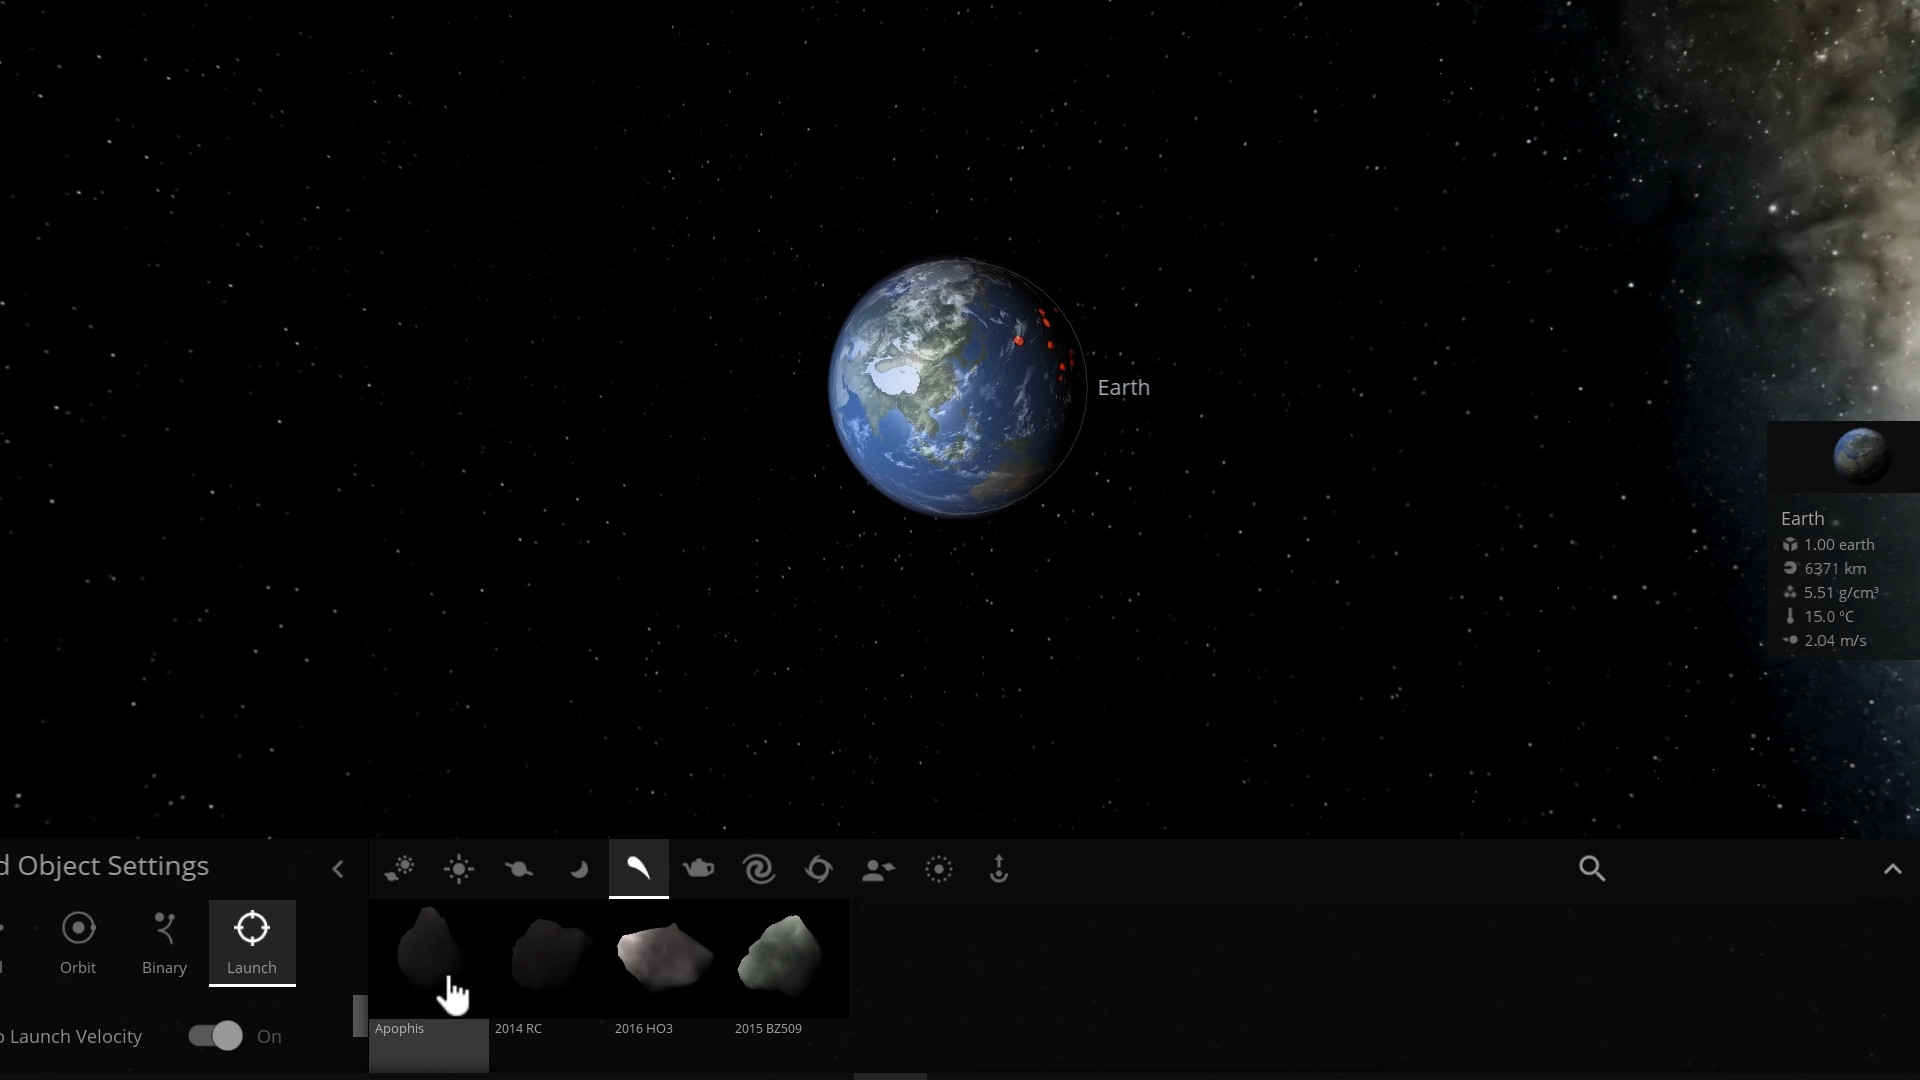 Earth
Earth
1.00 earth
6371 km
5.51 g/cm³
15.0 °C
2.04 m/s
Object Settings
Orbit
Binary
Launch
Launch Velocity
On
Apophis
2014 RC
2016 HO3
2015 BZ509